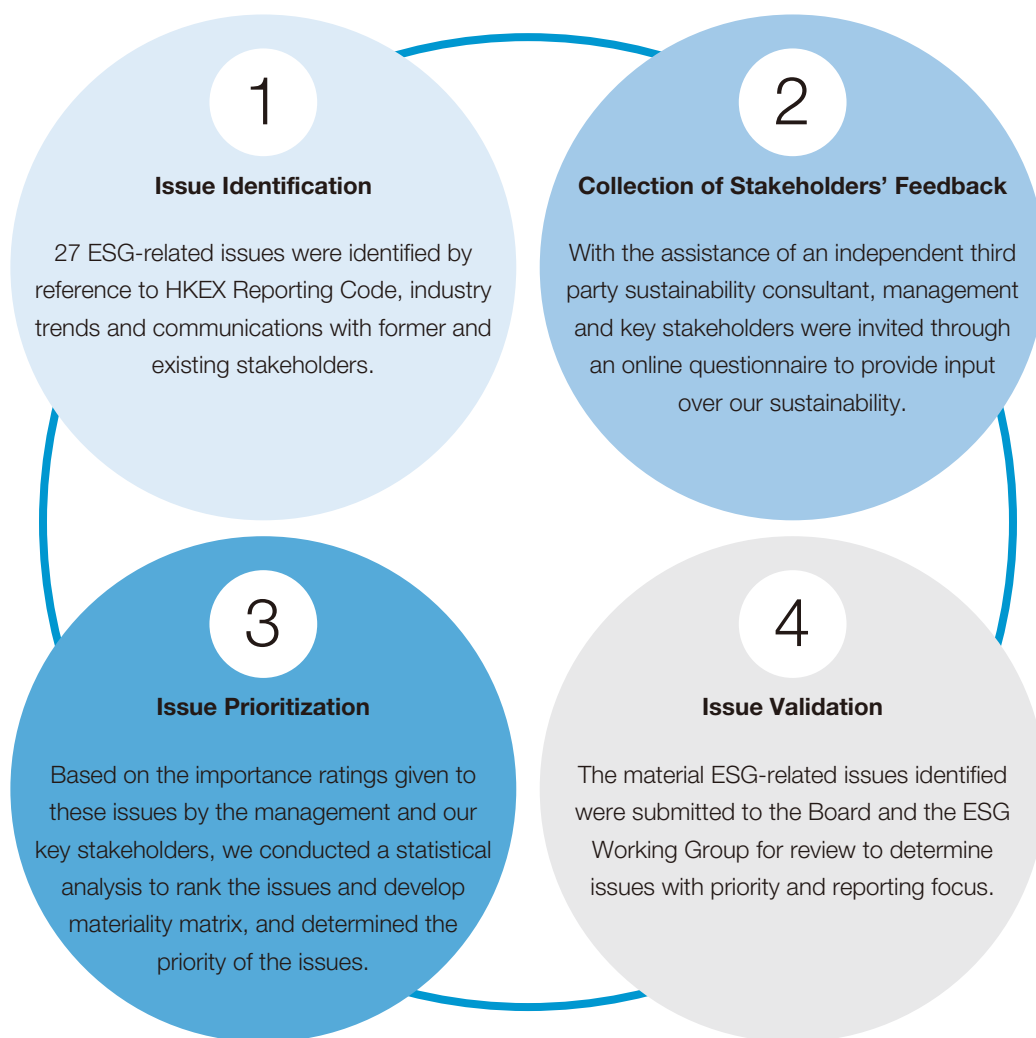 1
Issue Identification
27 ESG-related issues were identified by
reference to HKEX Reporting Code, industry
trends and communications with former and
existing stakeholders.
2
Collection of Stakeholders’ Feedback
With the assistance of an independent third
party sustainability consultant, management
and key stakeholders were invited through
an online questionnaire to provide input
over our sustainability.
3
Issue Prioritization
Based on the importance ratings given to
these issues by the management and our
key stakeholders, we conducted a statistical
analysis to rank the issues and develop
materiality matrix, and determined the
priority of the issues.
4
Issue Validation
The material ESG-related issues identified
were submitted to the Board and the ESG
Working Group for review to determine
issues with priority and reporting focus.